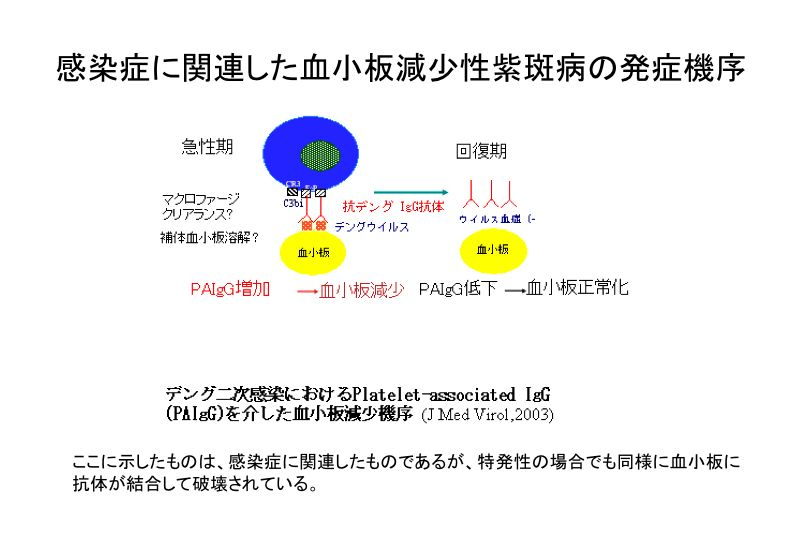 感染症に関連した血小板減少性紫斑病の発症機序
急性期
回復期
マクロファージ
クリアランス?
C3bi
抗デング IgG抗体
ウイルス血症 (-
補体血小板溶解?
デングウイルス
血小板
血小板
PAIgG増加
血小板減少
PAIgG低下
血小板正常化
デング二次感染におけるPlatelet-associated IgG
(PAIgG)を介した血小板減少機序 (J Med Virol,2003)
ここに示したものは、感染症に関連したものであるが、特発性の場合でも同様に血小板に
抗体が結合して破壊されている。